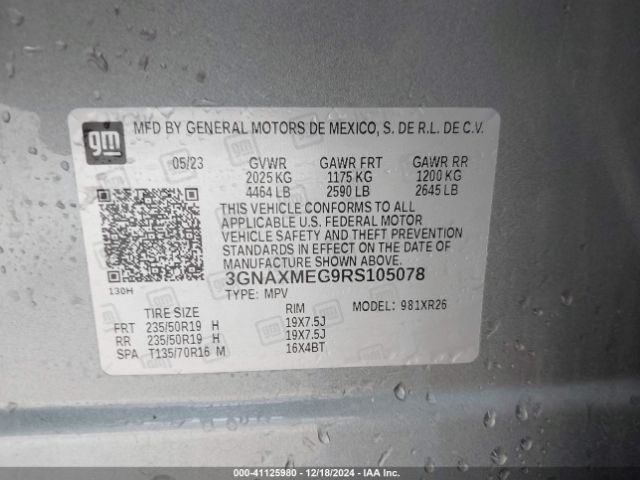 gm
MFD BY GENERAL MOTORS DE MEXICO, S. DE R.L. DE C.V.
05/23 GVWR GAWR FRT GAWR RR
2025 KG 1175 KG 1200 KG
4464 LB 2590 LB 2645 LB
THIS VEHICLE CONFORMS TO ALL
APPLICABLE U.S. FEDERAL MOTOR
VEHICLE SAFETY AND THEFT PREVENTION
STANDARDS IN EFFECT ON THE DATE OF
MANUFACTURE SHOWN ABOVE.
130H
3GNAXMEG9RS105078
TYPE: MPV
TIRE SIZE RIM MODEL: 981XR26
FRT 235/50R19 H 19X7.5J
RR 235/50R19 H 19X7.5J
SPA T135/70R16 M 16X4BT
000-41125980 - 12/18/2024 - IAA Inc.